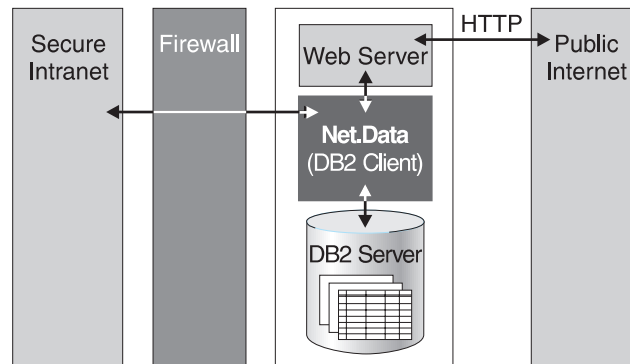 Secure
Intranet
Firewall
Web Server
HTTP
Public
Internet
Net.Data
(DB2 Client)
DB2 Server